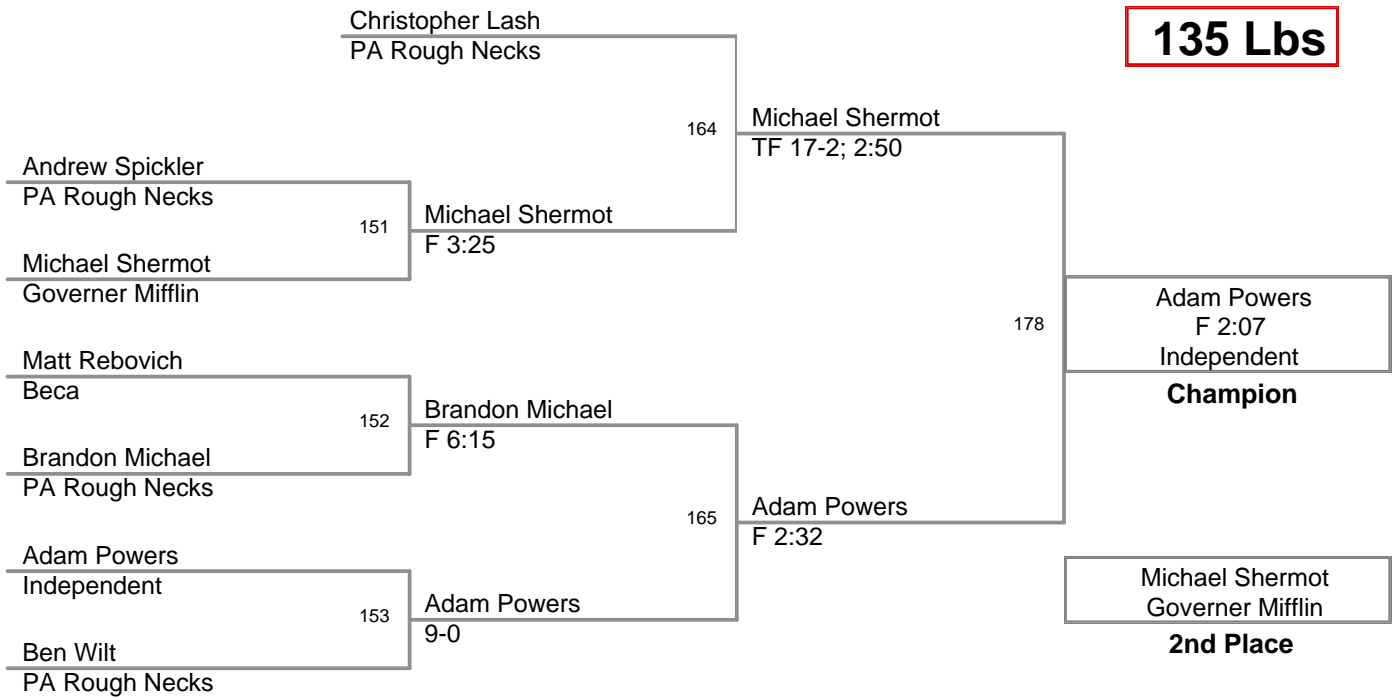 Christopher Lash
PA Rough Necks
135 Lbs
164
Michael Shermot
TF 17-2; 2:50
Andrew Spickler
PA Rough Necks
151
Michael Shermot
F 3:25
Michael Shermot
Governer Mifflin
178
Adam Powers
F 2:07
Independent
Champion
Matt Rebovich
Beca
152
Brandon Michael
F 6:15
Brandon Michael
PA Rough Necks
165
Adam Powers
F 2:32
Adam Powers
Independent
153
Adam Powers
9-0
Ben Wilt
PA Rough Necks
Michael Shermot
Governer Mifflin
2nd Place